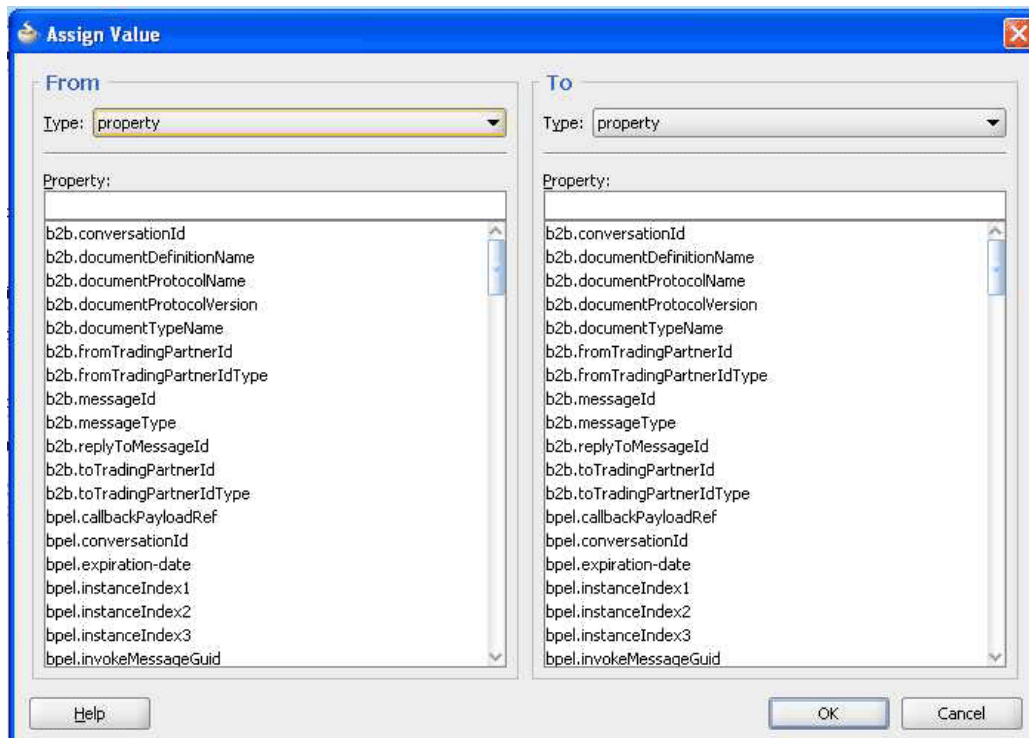 Assign Value
From
Type: property
Property:
b2b.conversationId
b2b.documentDefinitionName
b2b.documentProtocolName
b2b.documentProtocolVersion
b2b.documentTypeName
b2b.fromTradingPartnerId
b2b.fromTradingPartnerIdType
b2b.messageId
b2b.messageType
b2b.replyToMessageId
b2b.toTradingPartnerId
b2b.toTradingPartnerIdType
bpel.callbackPayloadRef
bpel.conversationId
bpel.expiration-date
bpel.instanceIndex1
bpel.instanceIndex2
bpel.instanceIndex3
bpel.invokeMessageGuid
To
Type: property
Property:
b2b.conversationId
b2b.documentDefinitionName
b2b.documentProtocolName
b2b.documentProtocolVersion
b2b.documentTypeName
b2b.fromTradingPartnerId
b2b.fromTradingPartnerIdType
b2b.messageId
b2b.messageType
b2b.replyToMessageId
b2b.toTradingPartnerId
b2b.toTradingPartnerIdType
bpel.callbackPayloadRef
bpel.conversationId
bpel.expiration-date
bpel.instanceIndex1
bpel.instanceIndex2
bpel.instanceIndex3
bpel.invokeMessageGuid
Help
OK
Cancel